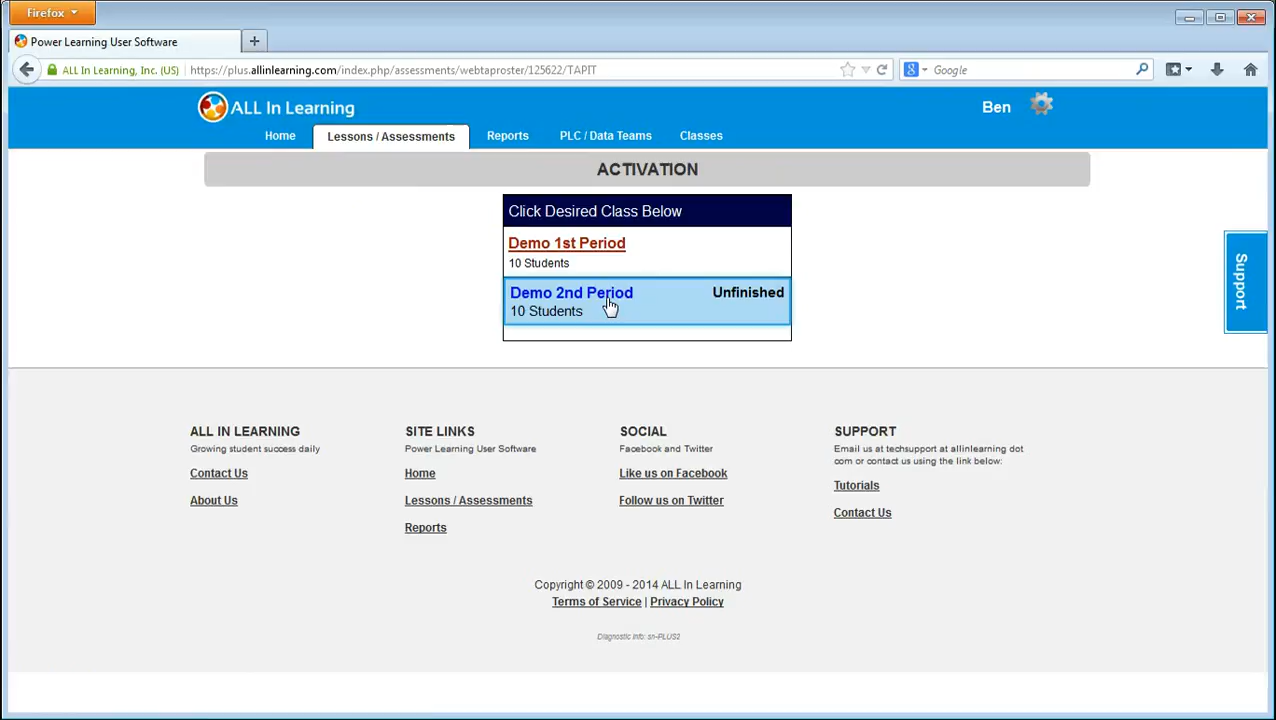 Firefox
Power Learning User Software
+
ALL In Learning, Inc. (US) https://plus.allinlearning.com/index.php/assessments/webtaproster/125622/TAPIT
8 Google
ALL In Learning
Ben
Home Lessons / Assessments Reports PLC / Data Teams Classes
ACTIVATION
Click Desired Class Below
Demo 1st Period
10 Students
Demo 2nd Period Unfinished
10 Students
Support
ALL IN LEARNING
Growing student success daily
Contact Us
About Us
SITE LINKS
Power Learning User Software
Home
Lessons / Assessments
Reports
SOCIAL
Facebook and Twitter
Like us on Facebook
Follow us on Twitter
SUPPORT
Email us at techsupport at allinlearning dot
com or contact us using the link below:
Tutorials
Contact Us
Copyright © 2009 - 2014 ALL In Learning
Terms of Service | Privacy Policy
Diagnostic Info: sn-PLUS2